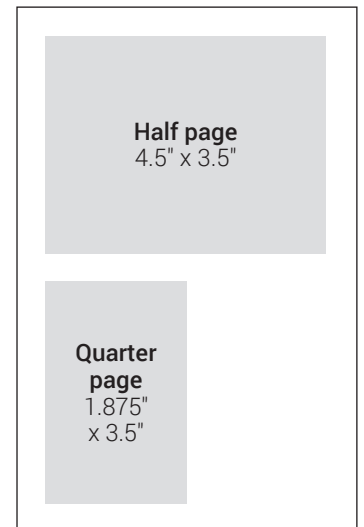 Half page
4.5" x 3.5"
Quarter
page
1.875"
x 3.5"